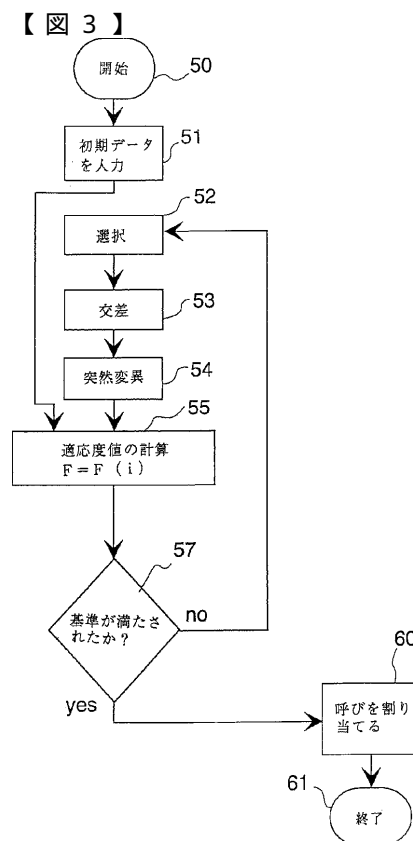 【図3】
開始
50
51
初期データ
を入力
52
選択
交差
53
突然変異
54
55
適応度値の計算
F=F (i)
57
基準が満たさ
れたか?
no
yes
60
呼びを割り
当てる
61
終了